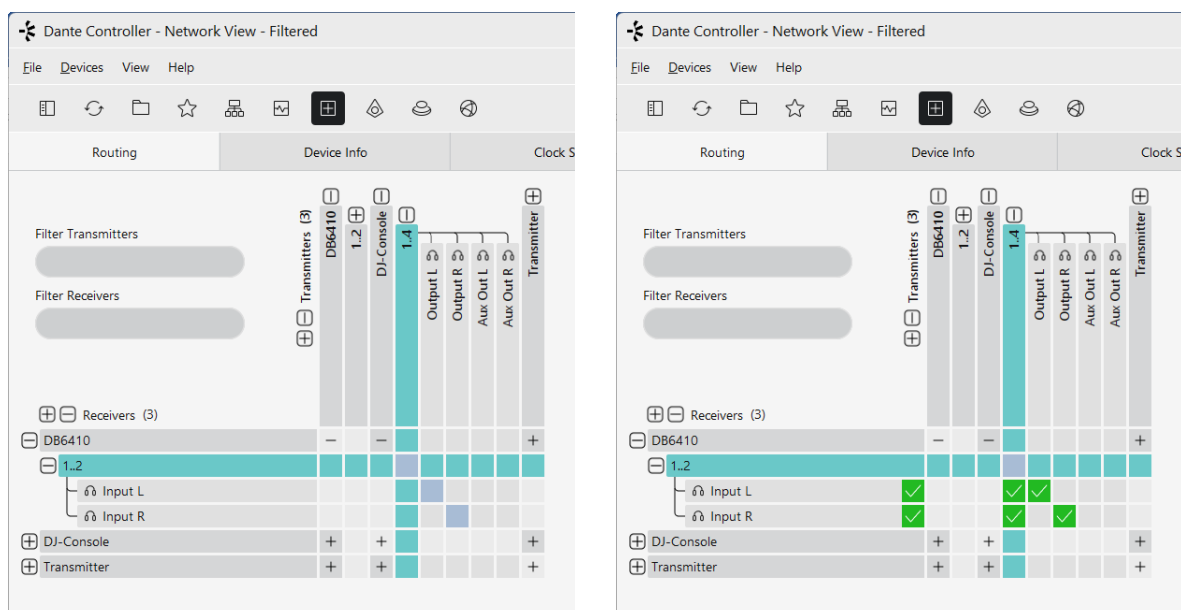 Dante Controller - Network View - Filtered
File Devices View Help
Routing Device Info Clock S
Filter Transmitters
Filter Receivers
Transmitters (3)
DB6410
1..2
DJ-Console
1..4
Output L
Output R
Aux Out L
Aux Out R
Transmitter
Receivers (3)
DB6410
1..2
Input L
Input R
DJ-Console
Transmitter
Dante Controller - Network View - Filtered
File Devices View Help
Routing Device Info Clock S
Filter Transmitters
Filter Receivers
Transmitters (3)
DB6410
1..2
DJ-Console
1..4
Output L
Output R
Aux Out L
Aux Out R
Transmitter
Receivers (3)
DB6410
1..2
Input L
Input R
DJ-Console
Transmitter